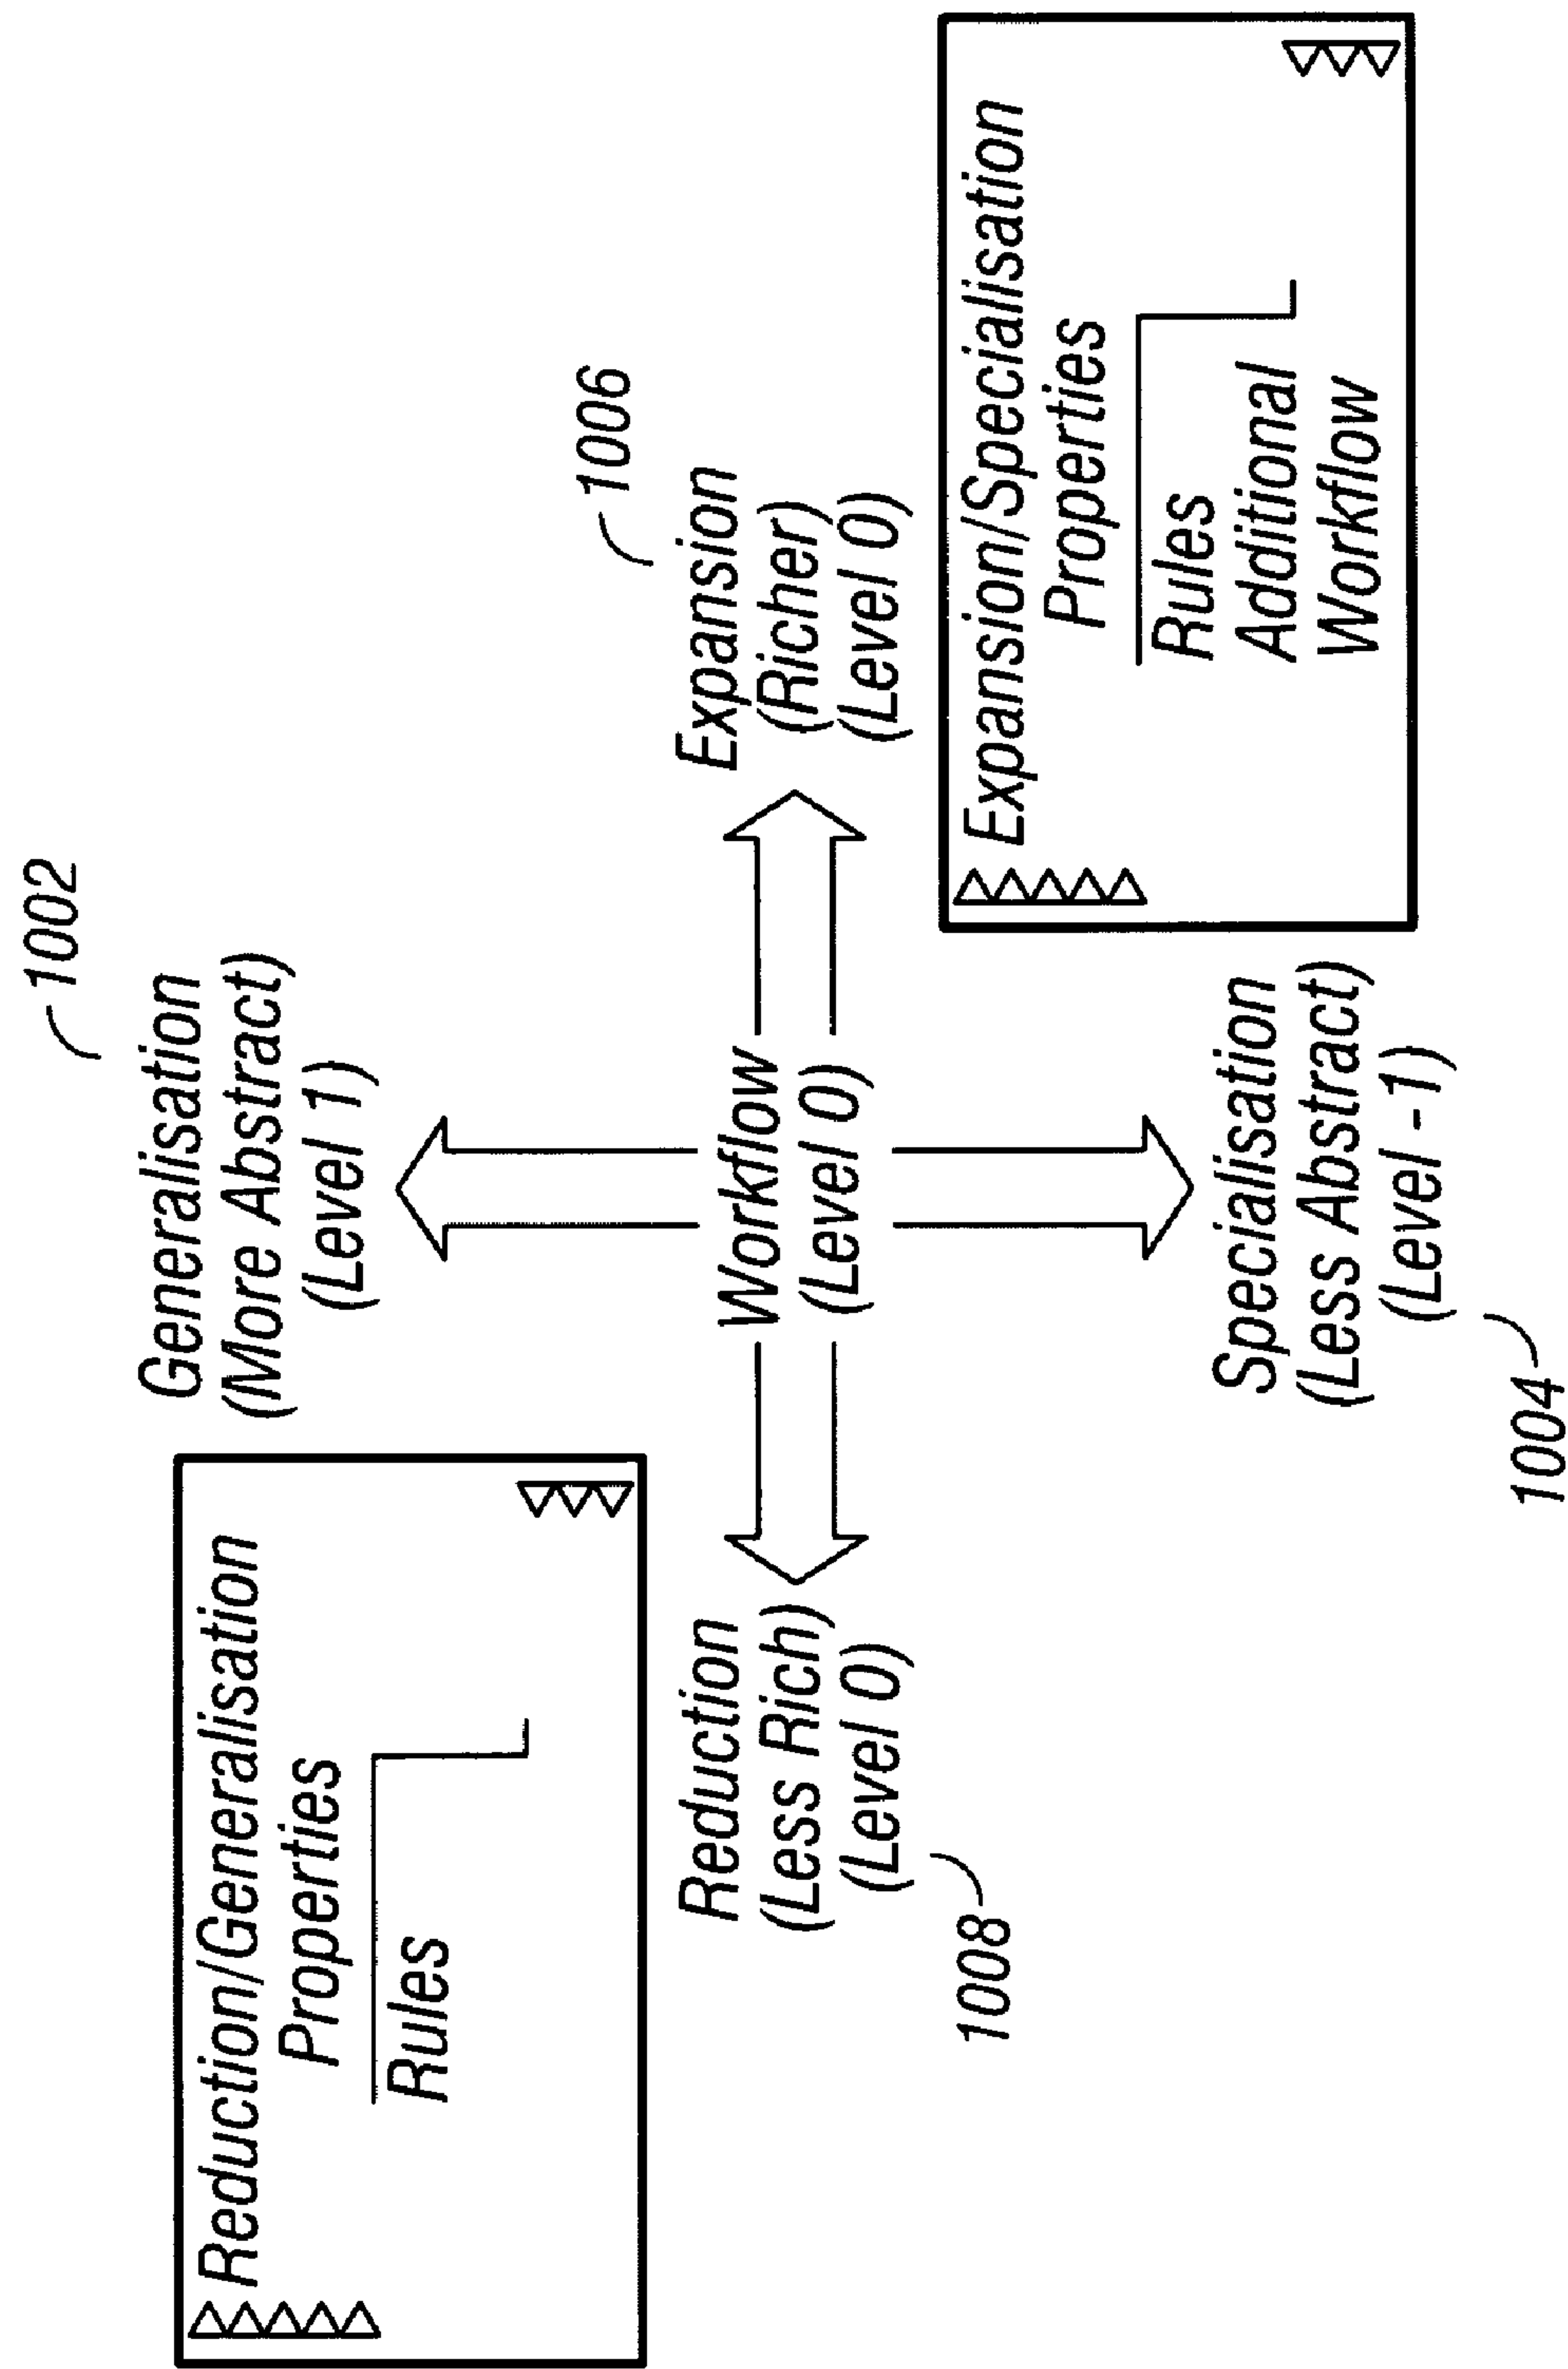 1002
Generalisation
(More Abstract)
(Level 1)
Reduction/Generalisation
Properties
Rules
1006
Reduction
(Less Rich)
(Level 0)
1008
Workflow
(Level 0)
Expansion
(Richer)
(Level 0)
Specialisation
(Less Abstract)
(Level -1)
1004
Expansion/Specialisation
Properties
Rules
Additional
Workflow